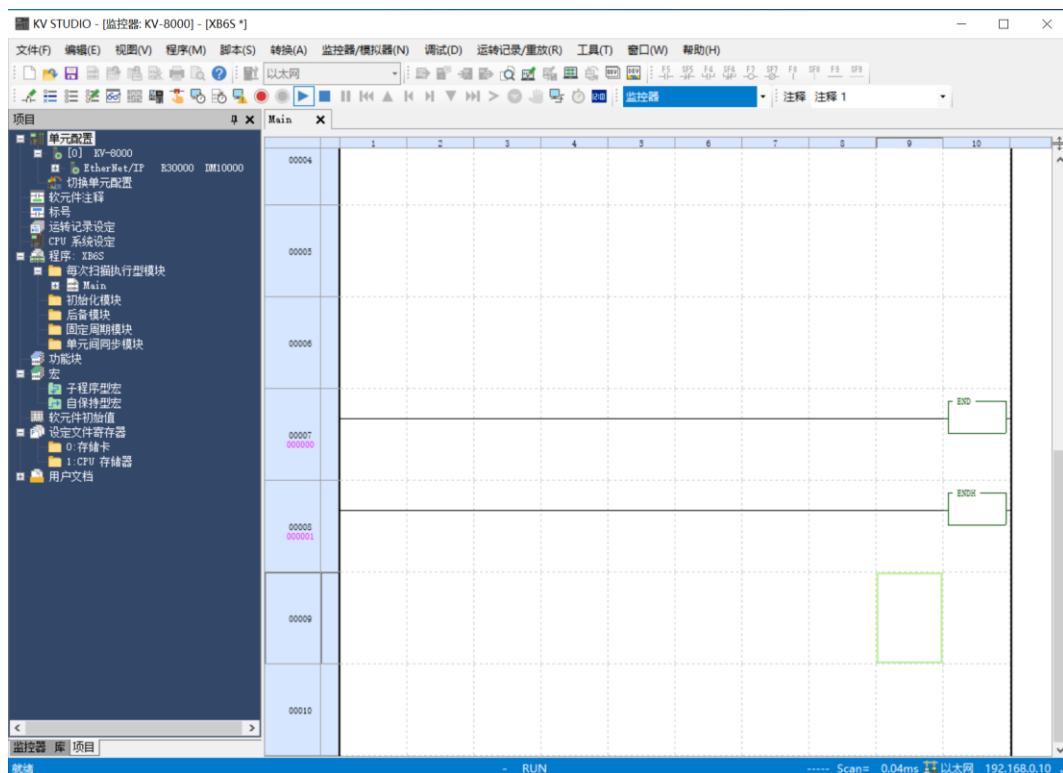 KV STUDIO - [监控器: KV-8000] - [XB6S *]
文件(F) 编辑(E) 视图(V) 程序(M) 脚本(S) 转换(A) 监控器/模拟器(N) 调试(D) 运转记录/重放(R) 工具(T) 窗口(W) 帮助(H)
以太网 F5 SF5 F4 SF4 F7 SF7 F8 SF8 F9 SF9
监控器 注释 注释 1
项目 Main
单元配置
[0] KV-8000
EtherNet/IP R30000 DM10000
切换单元配置
软元件注释
标号
运转记录设定
CPU 系统设定
程序: XB6S
每次扫描执行型模块
Main
初始化模块
后备模块
固定周期模块
单元间同步模块
功能块
宏
子程序型宏
自保持型宏
软元件初始值
设定文件寄存器
0:存储卡
1:CPU 存储器
用户文档
监控器 库 项目
1 2 3 4 5 6 7 8 9 10
00004
00005
00006
END
00007
000000
ENDH
00008
000001
00009
00010
就绪 - RUN ----- Scan= 0.04ms 以太网 192.168.0.10